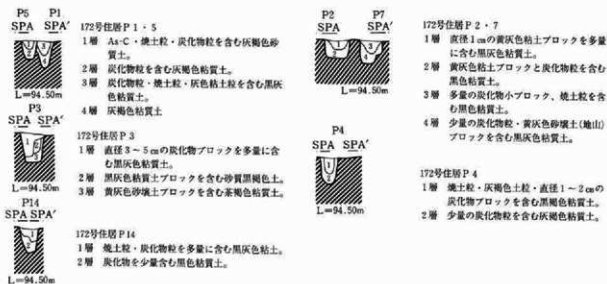 P5 P1
SPA SPA′
1 3
2 4
L=94.50m
172号住居P1・5
1層 As-C・焼土粒・炭化物粒を含む灰褐色砂
質土。
2層 炭化物粒を含む灰褐色粘質土。
3層 炭化物粒・焼土粒・灰色粘土粒を含む黒灰
色粘質土。
4層 灰褐色粘質土
P3
SPA SPA′
1 2
3
L=94.50m
172号住居P3
1層 直径3～5㎝の炭化物ブロックを多量に含
む黒灰色粘質土。
2層 黒灰色粘質土ブロックを含む砂質黒褐色土。
3層 黄灰色砂壌土ブロックを含む茶褐色粘質土。
P14
SPA SPA′
1
2
L=94.50m
172号住居P14
1層 焼土粒・炭化物粒を多量に含む黒灰色粘土。
2層 炭化物を少量含む黒色粘質土。
P2 P7
SPA SPA′
1 3
2 4
L=94.50m
172号住居P2・7
1層 直径1㎝の黄灰色粘土ブロックを多量
に含む黒灰色粘質土。
2層 黄灰色粘土ブロックと炭化物粒を含む
黒色粘質土。
3層 多量の炭化物小ブロック、焼土粒を含
む黒色粘質土。
4層 少量の炭化物粒・黄灰色砂壌土(地山)
ブロックを含む黒灰色粘質土。
P4
SPA SPA′
1
2
L=94.50m
172号住居P4
1層 焼土粒・灰褐色土粒・直径1～2㎝の
炭化物ブロックを含む黒褐色粘質土。
2層 少量の炭化物粒を含む灰褐色粘質土。